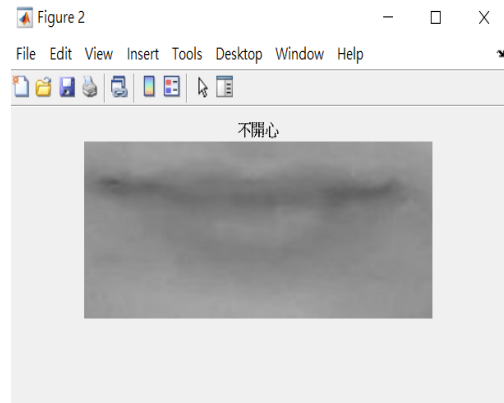 Figure 2
File Edit View Insert Tools Desktop Window Help
不開心